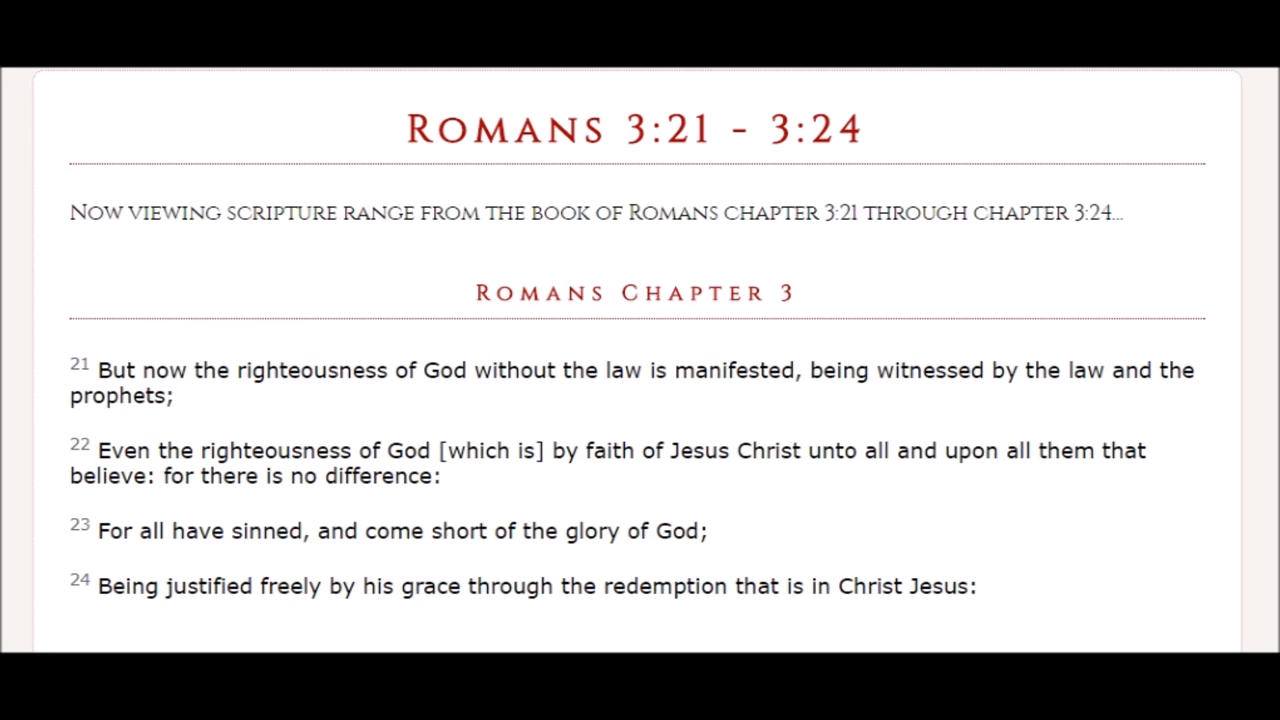 Romans 3:21 - 3:24
Now viewing scripture range from the book of Romans chapter 3:21 through chapter 3:24...
Romans Chapter 3
21 But now the righteousness of God without the law is manifested, being witnessed by the law and the
prophets;
22 Even the righteousness of God [which is] by faith of Jesus Christ unto all and upon all them that
believe: for there is no difference:
23 For all have sinned, and come short of the glory of God;
24 Being justified freely by his grace through the redemption that is in Christ Jesus: